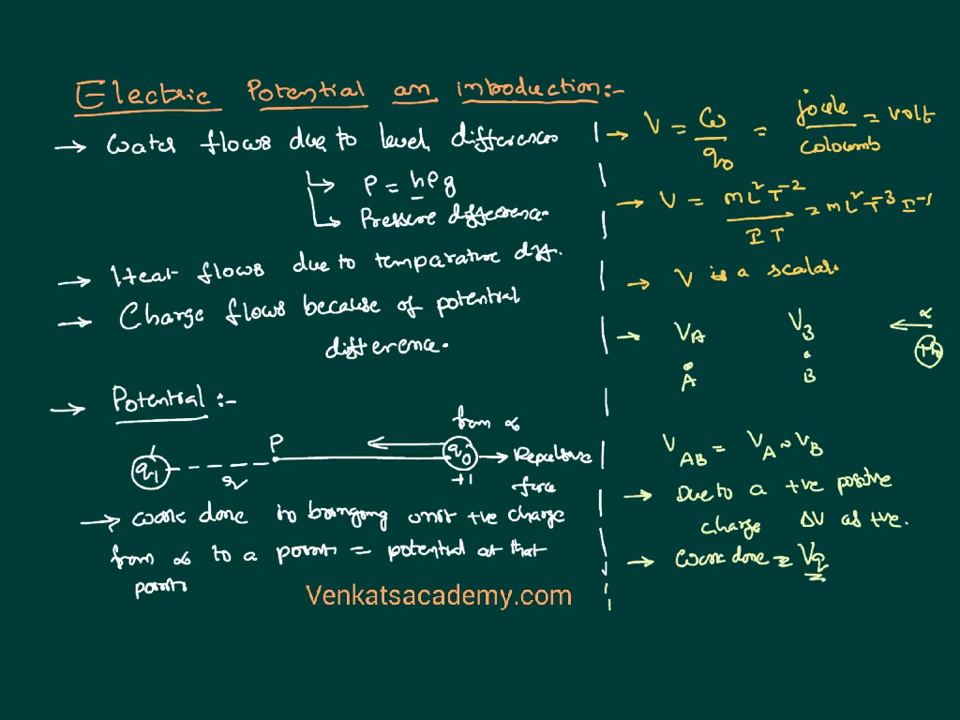 Electric Potential an introduction:-
→ Water flows due to level differences
↳ P = hρg
↳ Pressure difference.
→ Heat flows due to temparature diff.
→ Charge flows because of potential
difference.
→ Potential :-
from ∝
P
q1 r q0 → Repulsive
+1 force
→ work done in bringing unit +ve charge
from ∝ to a point = potential at that
point
→ V = W/q0 = joule/coloumb = volt
→ V = ML²T⁻²/IT = ML²T⁻³I⁻¹
→ V is a scalar.
→ VA VB ∝
A B
VAB = VA ~ VB
→ Due to a +ve positive
charge ΔV as +ve.
→ Work done = Vq
Venkatsacademy.com